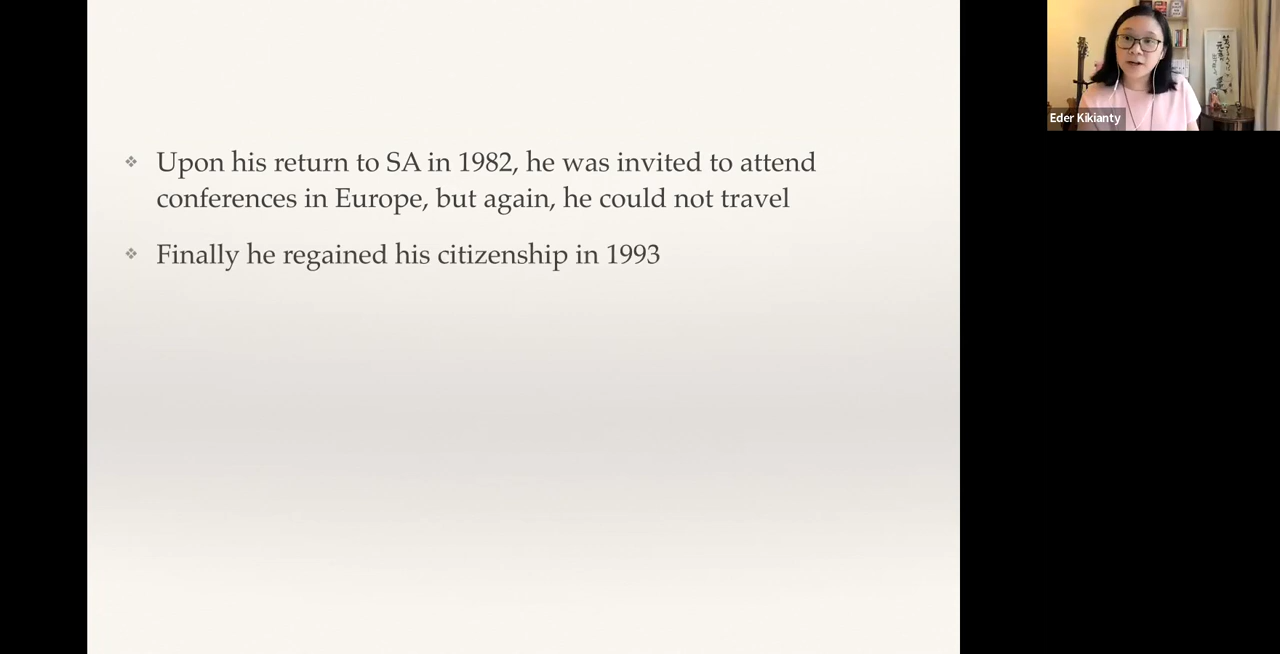 Upon his return to SA in 1982, he was invited to attend
conferences in Europe, but again, he could not travel
Finally he regained his citizenship in 1993
Eder Kikianty